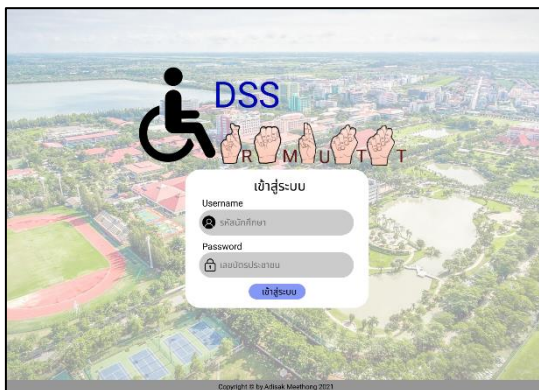 DSS
R M U T T
เข้าสู่ระบบ
Username
รหัสนักศึกษา
Password
เลขบัตรประชาชน
เข้าสู่ระบบ
Copyright © by Adisak Meethong 2021